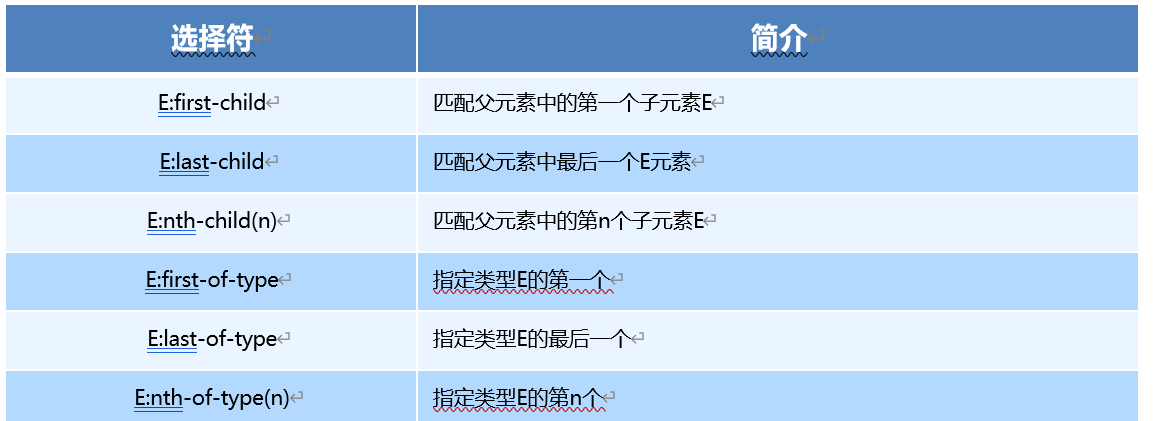 选择符 简介
E:first-child 匹配父元素中的第一个子元素E
E:last-child 匹配父元素中最后一个E元素
E:nth-child(n) 匹配父元素中的第n个子元素E
E:first-of-type 指定类型E的第一个
E:last-of-type 指定类型E的最后一个
E:nth-of-type(n) 指定类型E的第n个